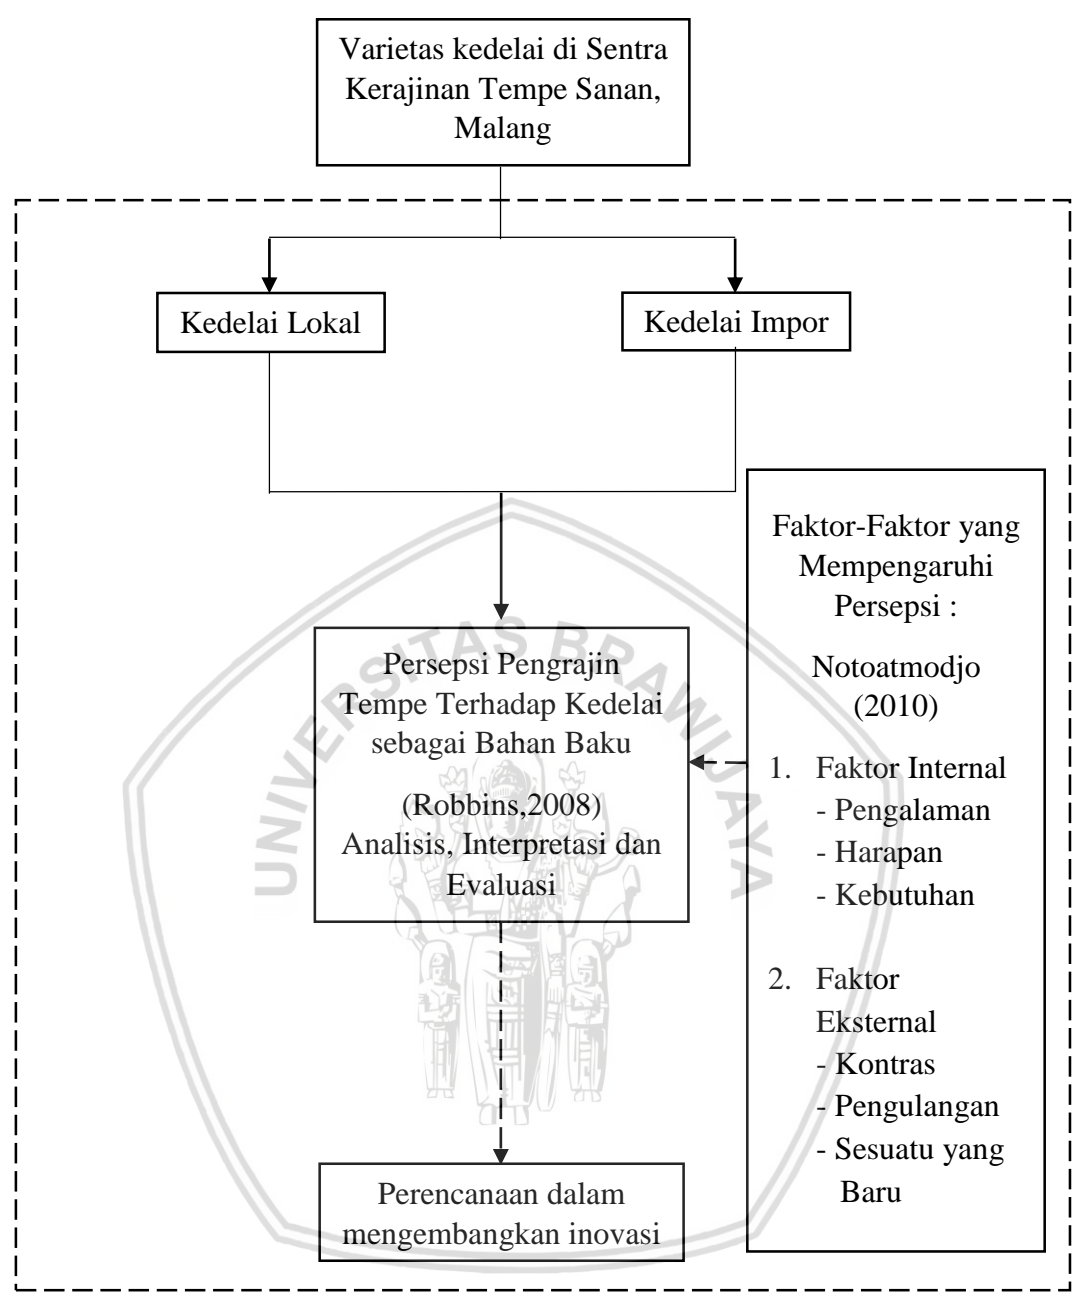 Varietas kedelai di Sentra
Kerajinan Tempe Sanan,
Malang
Kedelai Lokal
Kedelai Impor
Persepsi Pengrajin
Tempe Terhadap Kedelai
sebagai Bahan Baku
(Robbins,2008)
Analisis, Interpretasi dan
Evaluasi
Faktor-Faktor yang
Mempengaruhi
Persepsi :
Notoatmodjo
(2010)
1. Faktor Internal
- Pengalaman
- Harapan
- Kebutuhan
2. Faktor
Eksternal
- Kontras
- Pengulangan
- Sesuatu yang
Baru
Perencanaan dalam
mengembangkan inovasi
UNIVERSITAS BRAWIJAYA